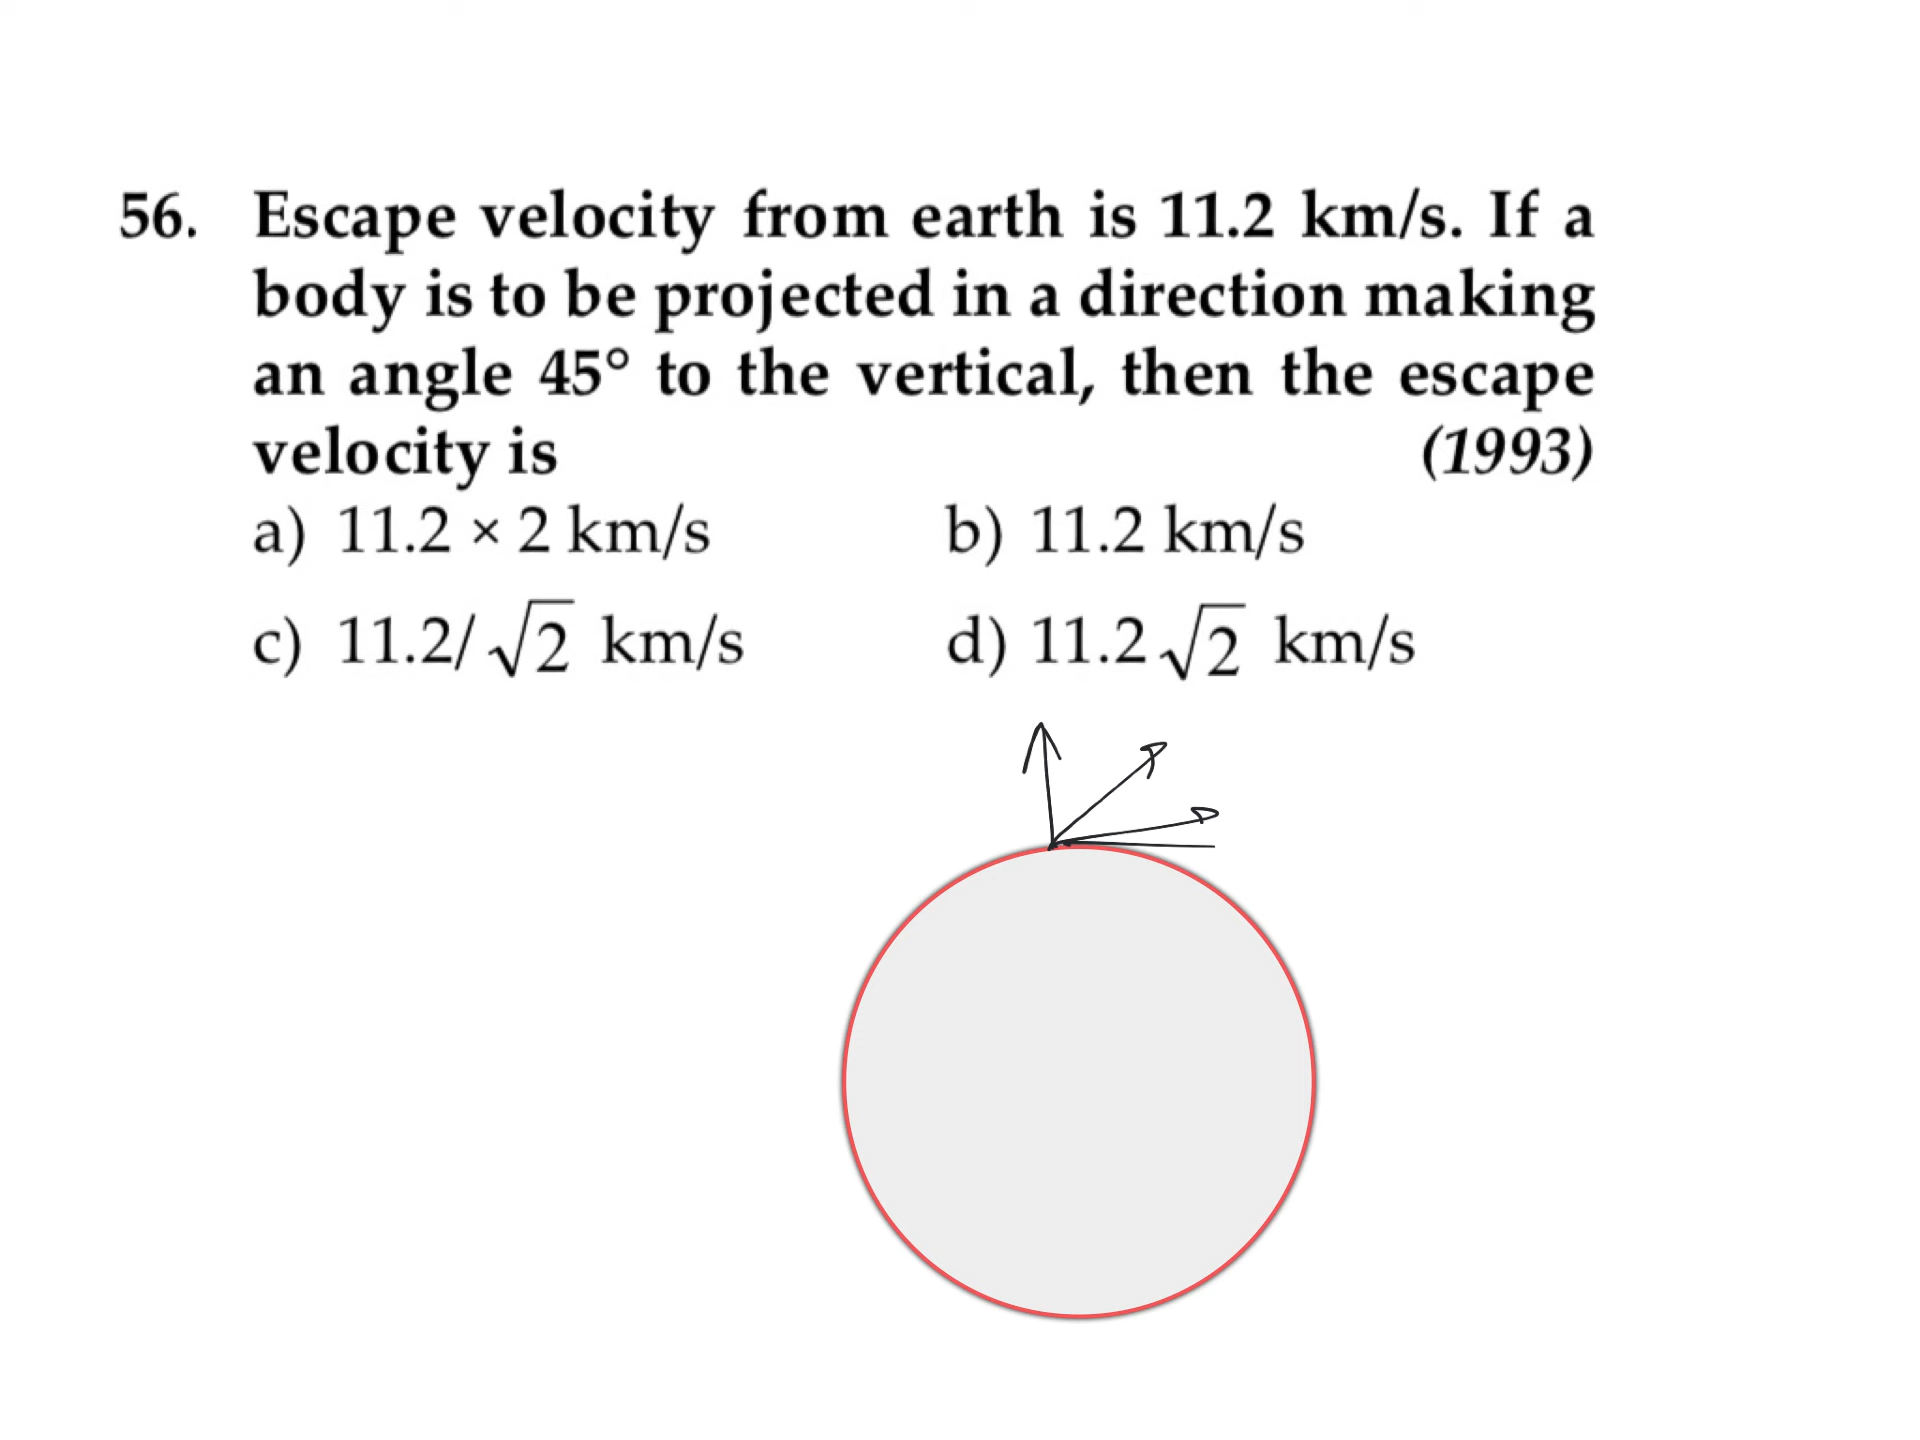 56. Escape velocity from earth is 11.2 km/s. If a
body is to be projected in a direction making
an angle 45° to the vertical, then the escape
velocity is (1993)
a) 11.2 × 2 km/s b) 11.2 km/s
c) 11.2/√2 km/s d) 11.2√2 km/s